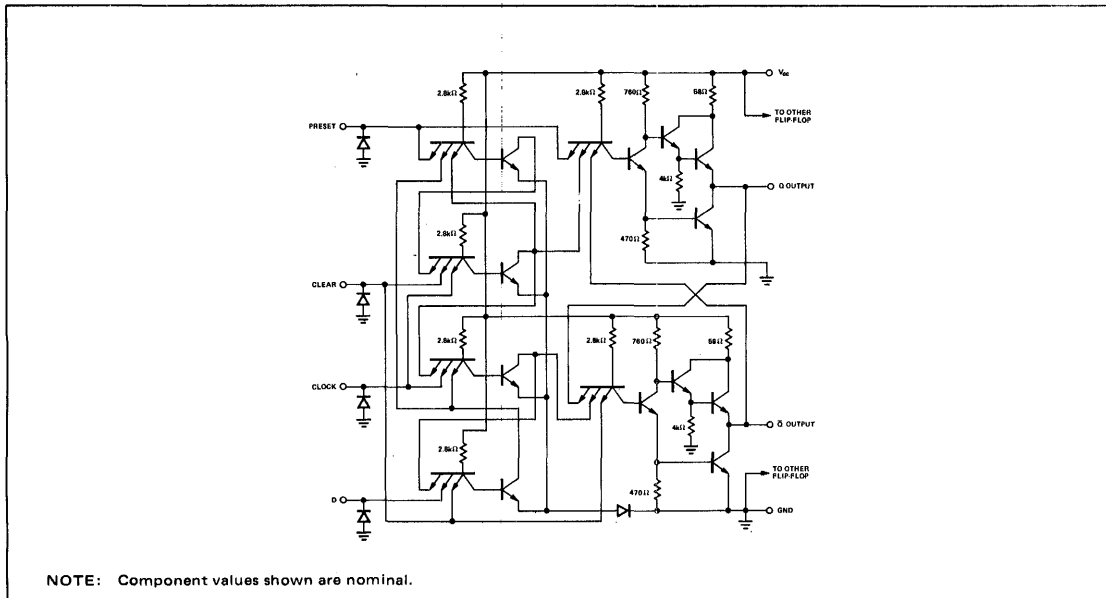 Vcc
2.8kΩ
2.8kΩ
760Ω
58Ω
TO OTHER
FLIP-FLOP
PRESET
4kΩ
Q OUTPUT
2.8kΩ
470Ω
CLEAR
2.8kΩ
2.8kΩ
760Ω
58Ω
CLOCK
4kΩ
Q̄ OUTPUT
2.8kΩ
TO OTHER
FLIP-FLOP
D
470Ω
GND
NOTE: Component values shown are nominal.